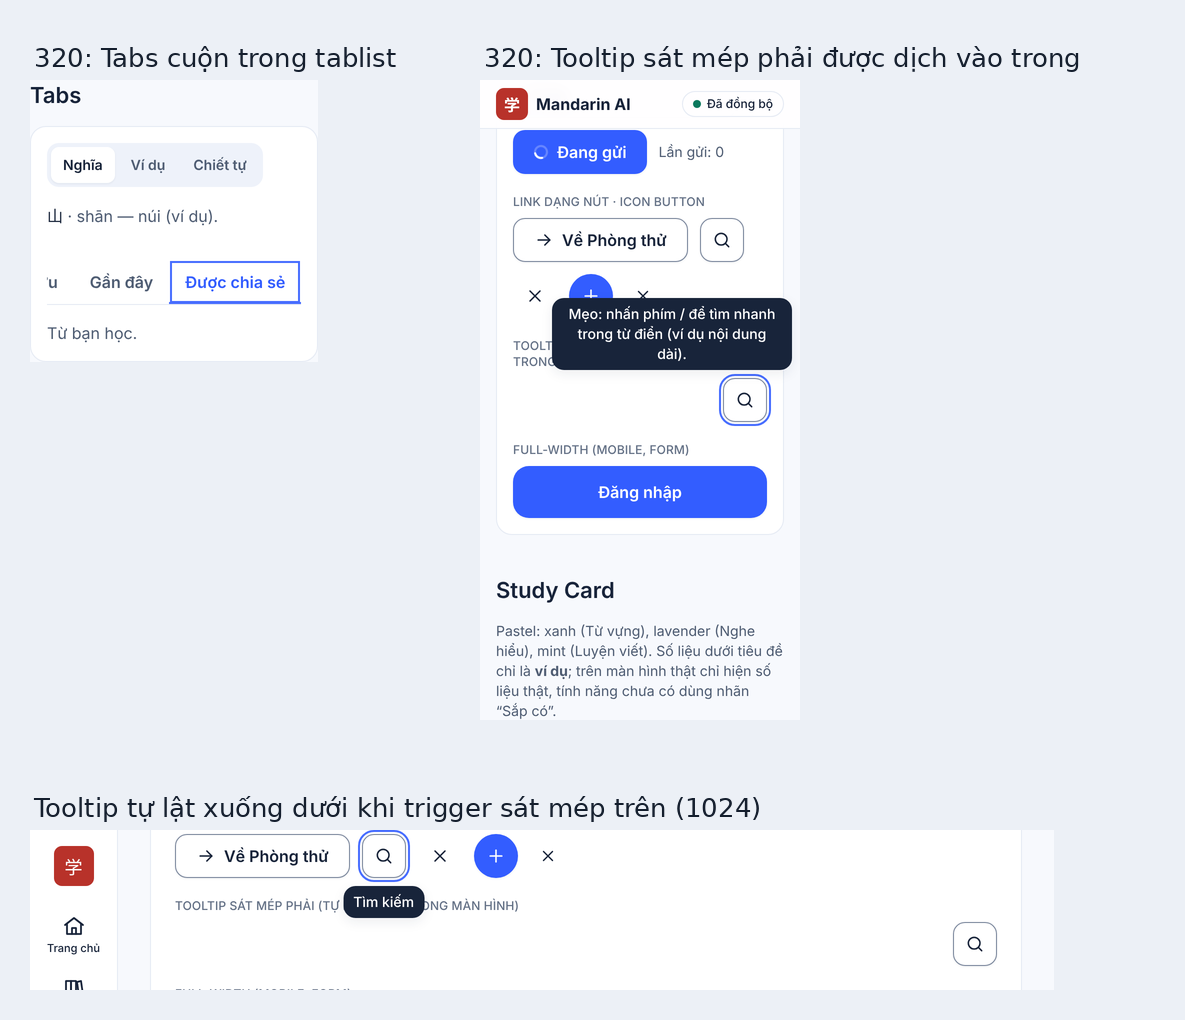 320: Tabs cuộn trong tablist
Tabs
Nghĩa
Ví dụ
Chiết tự
山 · shān — núi (ví dụ).
Gần đây
Được chia sẻ
Từ bạn học.
320: Tooltip sát mép phải được dịch vào trong
学 Mandarin AI
Đã đồng bộ
Đang gửi
Lần gửi: 0
LINK DẠNG NÚT · ICON BUTTON
Về Phòng thử
Mẹo: nhấn phím / để tìm nhanh
trong từ điển (ví dụ nội dung
dài).
FULL-WIDTH (MOBILE, FORM)
Đăng nhập
Study Card
Pastel: xanh (Từ vựng), lavender (Nghe
hiểu), mint (Luyện viết). Số liệu dưới tiêu đề
chỉ là ví dụ; trên màn hình thật chỉ hiện số
liệu thật, tính năng chưa có dùng nhãn
“Sắp có”.
Tooltip tự lật xuống dưới khi trigger sát mép trên (1024)
学
Trang chủ
Về Phòng thử
Tìm kiếm
TOOLTIP SÁT MÉP PHẢI (TỰ
MÀN HÌNH)